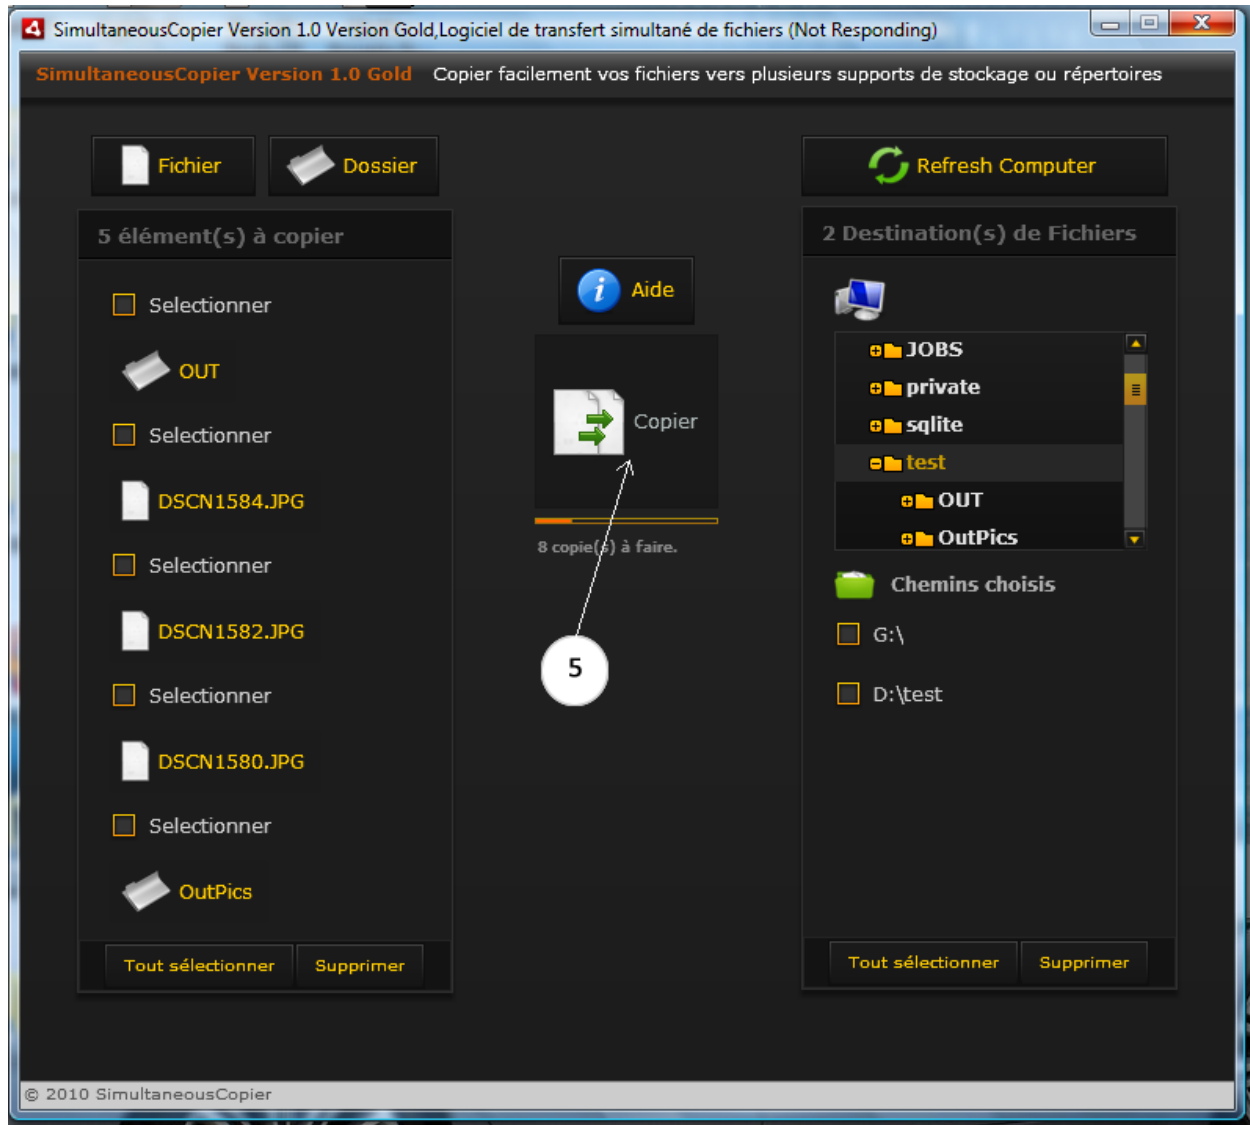 SimultaneousCopier Version 1.0 Version Gold,Logiciel de transfert simultané de fichiers (Not Responding)
SimultaneousCopier Version 1.0 Gold Copier facilement vos fichiers vers plusieurs supports de stockage ou répertoires
Fichier
Dossier
5 élément(s) à copier
Selectionner
OUT
Selectionner
DSCN1584.JPG
Selectionner
DSCN1582.JPG
Selectionner
DSCN1580.JPG
Selectionner
OutPics
Tout sélectionner
Supprimer
Aide
Copier
8 copie(s) à faire.
5
Refresh Computer
2 Destination(s) de Fichiers
JOBS
private
sqlite
test
OUT
OutPics
Chemins choisis
G:\
D:\test
Tout sélectionner
Supprimer
© 2010 SimultaneousCopier